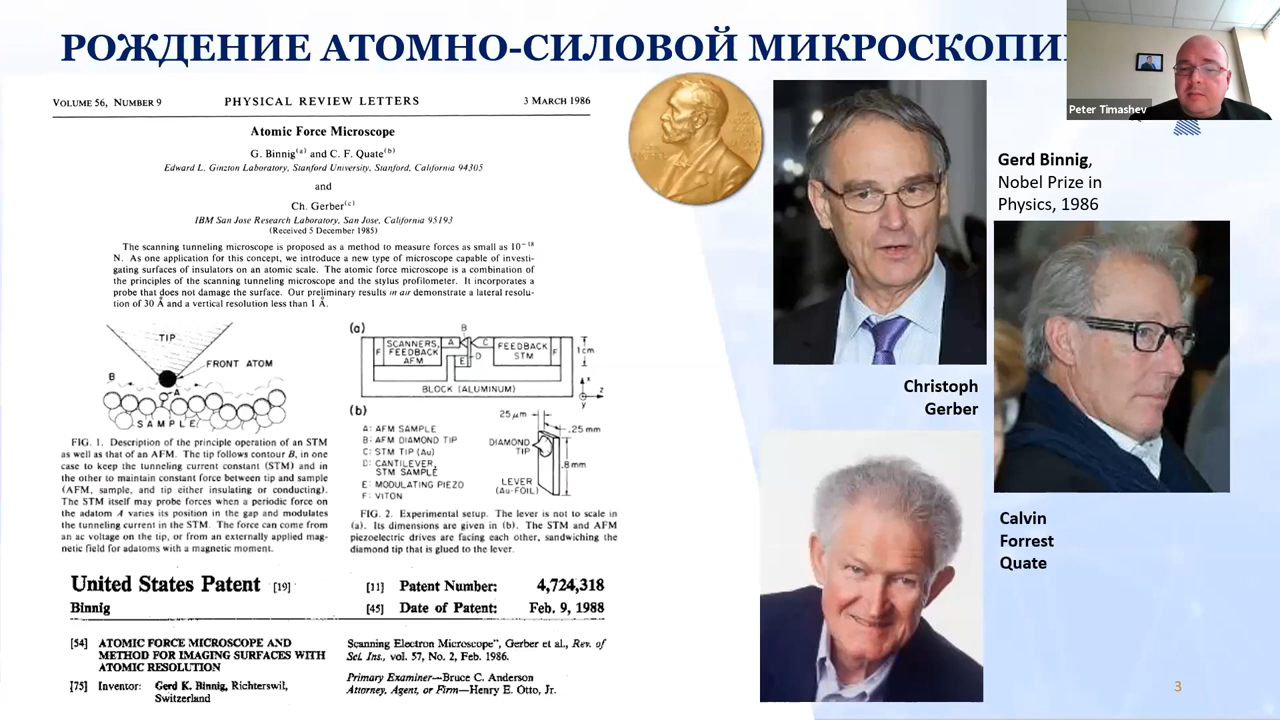 РОЖДЕНИЕ АТОМНО-СИЛОВОЙ МИКРОСКОПИИ
Peter Timashev
VOLUME 56, NUMBER 9 PHYSICAL REVIEW LETTERS 3 MARCH 1986
Atomic Force Microscope
G. Binnig(a) and C. F. Quate(b)
Edward L. Ginzton Laboratory, Stanford University, Stanford, California 94305
and
Ch. Gerber(c)
IBM San Jose Research Laboratory, San Jose, California 95193
(Received 5 December 1985)
The scanning tunneling microscope is proposed as a method to measure forces as small as 10⁻¹⁸
N. As one application for this concept, we introduce a new type of microscope capable of investi-
gating surfaces of insulators on an atomic scale. The atomic force microscope is a combination of
the principles of the scanning tunneling microscope and the stylus profilometer. It incorporates a
probe that does not damage the surface. Our preliminary results in air demonstrate a lateral resolu-
tion of 30 Å and a vertical resolution less than 1 Å.
TIP
FRONT ATOM
B
A
SAMPLE
FIG. 1. Description of the principle operation of an STM
as well as that of an AFM. The tip follows contour B, in one
case to keep the tunneling current constant (STM) and in
the other to maintain constant force between tip and sample
(AFM, sample, and tip either insulating or conducting).
The STM itself may probe forces when a periodic force on
the adatom A varies its position in the gap and modulates
the tunneling current in the STM. The force can come from
an ac voltage on the tip, or from an externally applied mag-
netic field for adatoms with a magnetic moment.
(a)
B
F SCANNERS, FEEDBACK AFM A C FEEDBACK STM F
D
E
1cm
BLOCK (ALUMINUM)
x
z
y
(b)
A: AFM SAMPLE
B: AFM DIAMOND TIP
C: STM TIP (Au)
D: CANTILEVER,
STM SAMPLE
E: MODULATING PIEZO
F: VITON
25 μm
.25 mm
DIAMOND
TIP
.8 mm
LEVER
(Au-FOIL)
FIG. 2. Experimental setup. The lever is not to scale in
(a). Its dimensions are given in (b). The STM and AFM
piezoelectric drives are facing each other, sandwiching the
diamond tip that is glued to the lever.
United States Patent [19]
Binnig
[11] Patent Number: 4,724,318
[45] Date of Patent: Feb. 9, 1988
[54] ATOMIC FORCE MICROSCOPE AND
METHOD FOR IMAGING SURFACES WITH
ATOMIC RESOLUTION
[75] Inventor: Gerd K. Binnig, Richterswil,
Switzerland
Scanning Electron Microscope", Gerber et al., Rev. of
Sci. Ins., vol. 57, No. 2, Feb. 1986.
Primary Examiner—Bruce C. Anderson
Attorney, Agent, or Firm—Henry E. Otto, Jr.
Gerd Binnig,
Nobel Prize in
Physics, 1986
Christoph
Gerber
Calvin
Forrest
Quate
3